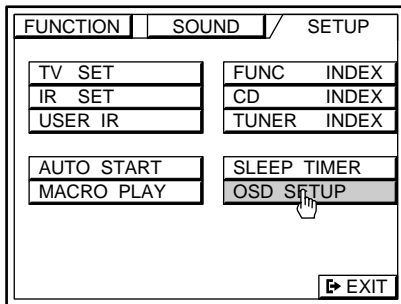 FUNCTION SOUND SETUP
TV SET FUNC INDEX
IR SET CD INDEX
USER IR TUNER INDEX
AUTO START SLEEP TIMER
MACRO PLAY OSD SETUP
EXIT